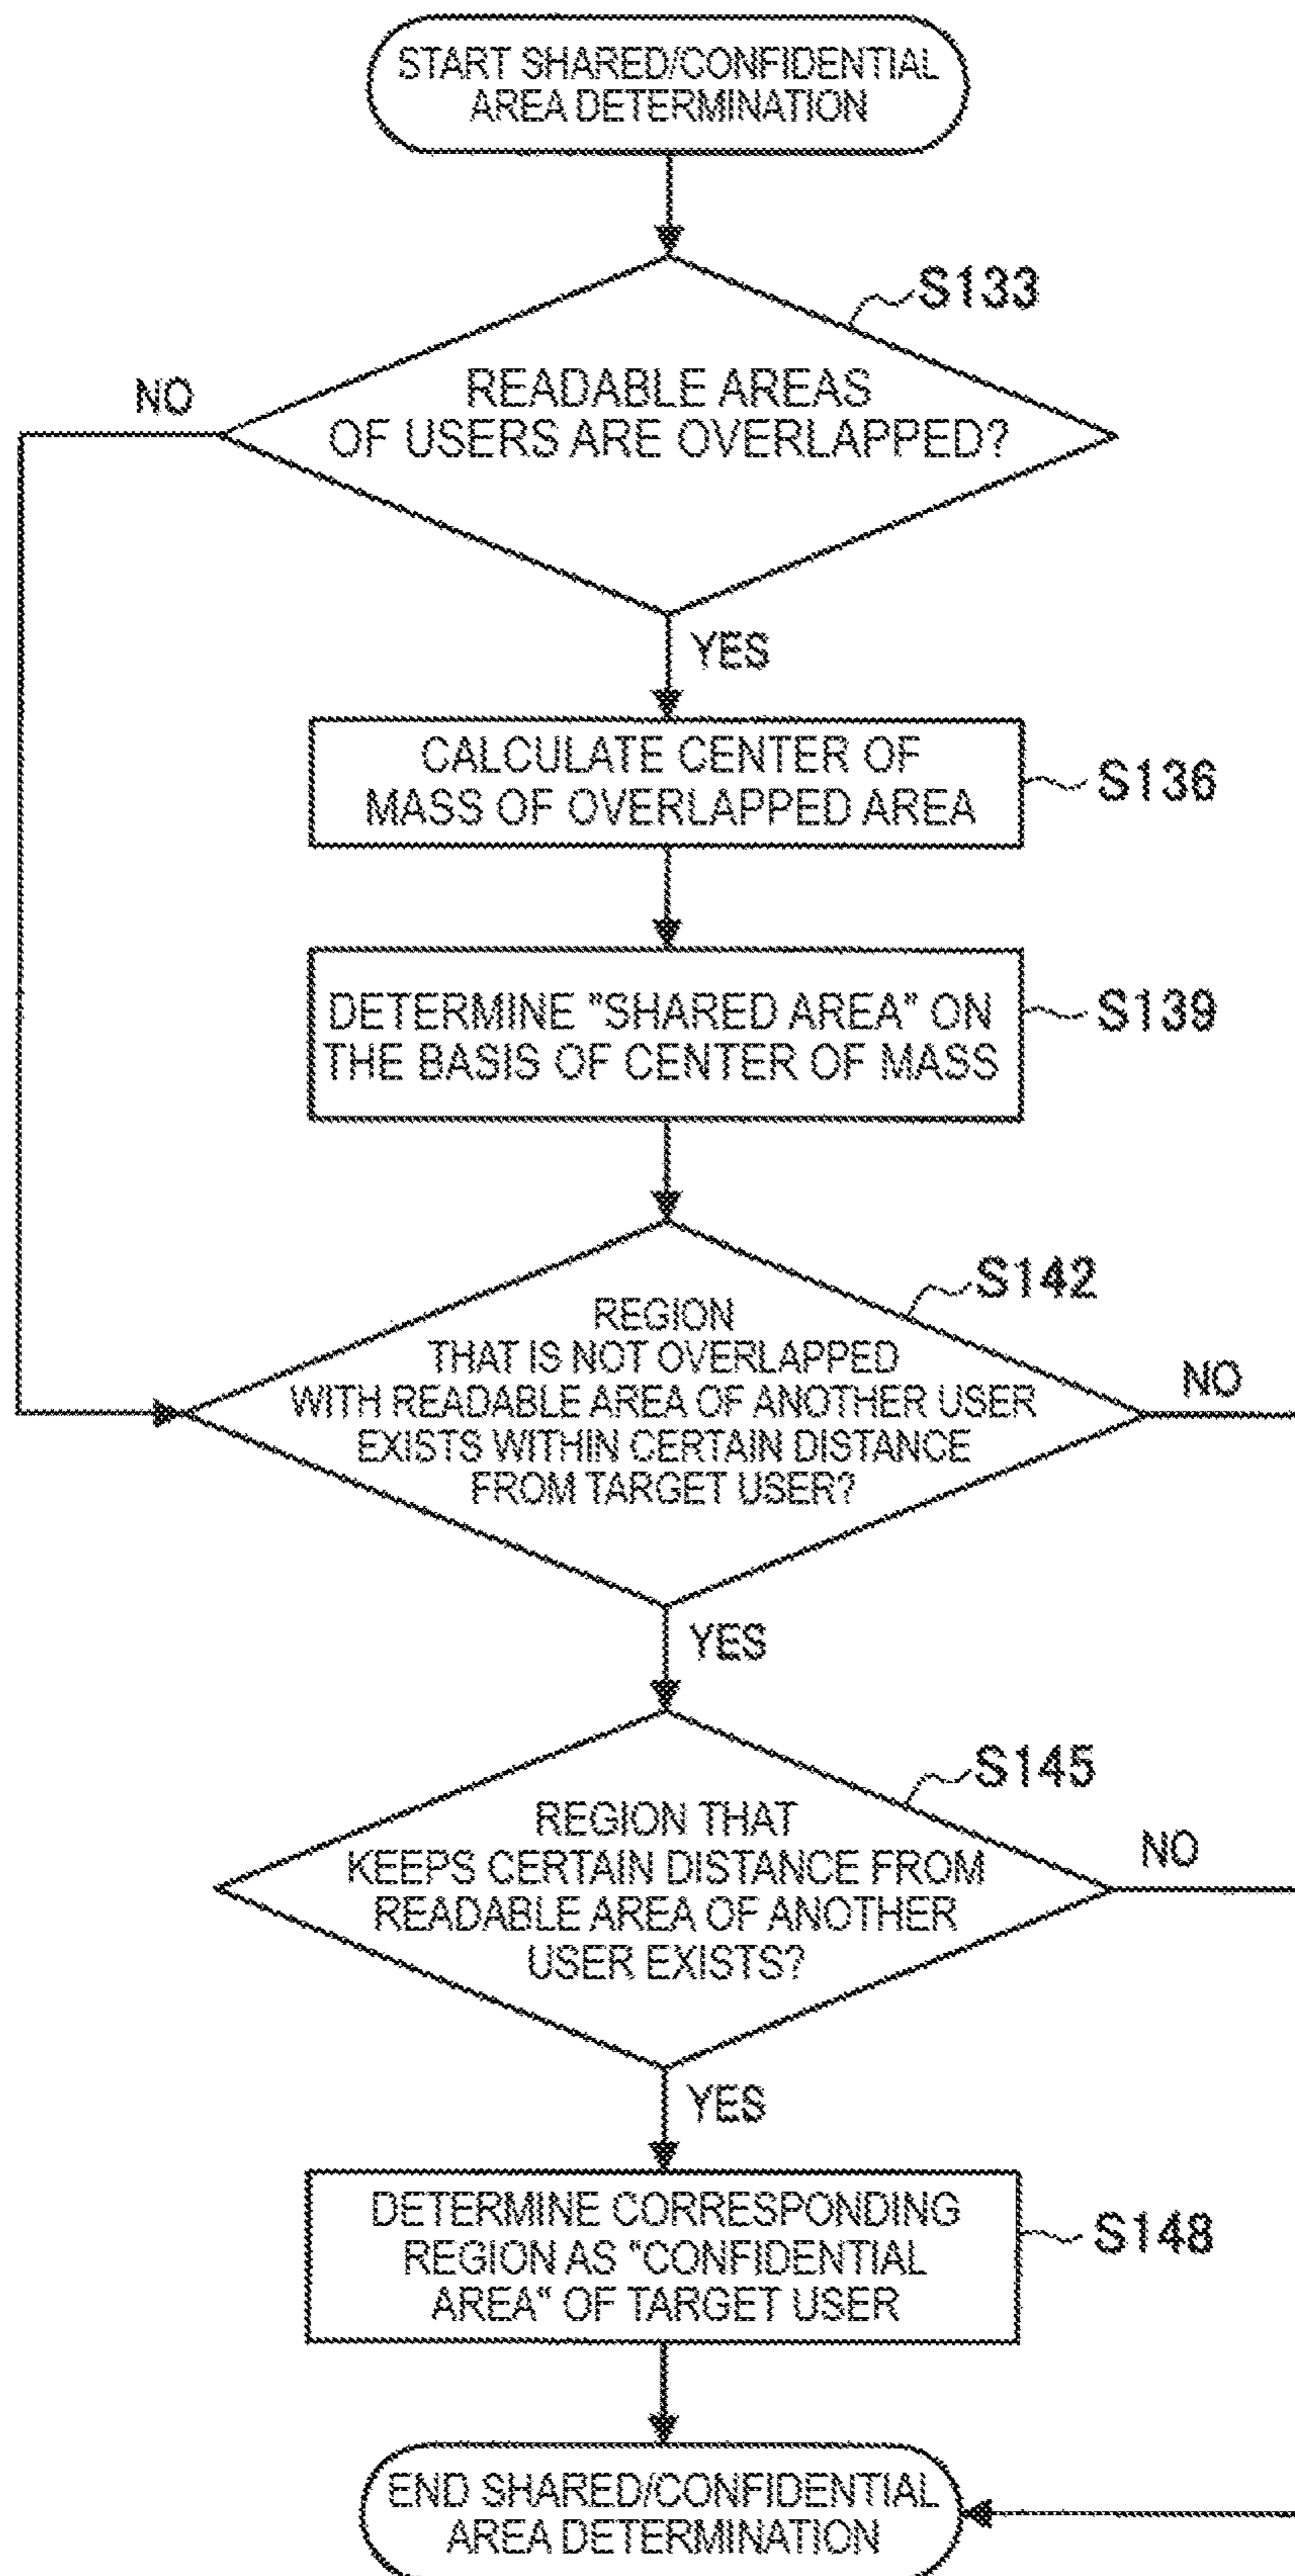 START SHARED/CONFIDENTIAL
AREA DETERMINATION
S133
NO
READABLE AREAS
OF USERS ARE OVERLAPPED?
YES
CALCULATE CENTER OF
MASS OF OVERLAPPED AREA
S136
DETERMINE "SHARED AREA" ON
THE BASIS OF CENTER OF MASS
S139
S142
REGION
THAT IS NOT OVERLAPPED
WITH READABLE AREA OF ANOTHER USER
EXISTS WITHIN CERTAIN DISTANCE
FROM TARGET USER?
NO
YES
S145
REGION THAT
KEEPS CERTAIN DISTANCE FROM
READABLE AREA OF ANOTHER
USER EXISTS?
NO
YES
DETERMINE CORRESPONDING
REGION AS "CONFIDENTIAL
AREA" OF TARGET USER
S148
END SHARED/CONFIDENTIAL
AREA DETERMINATION